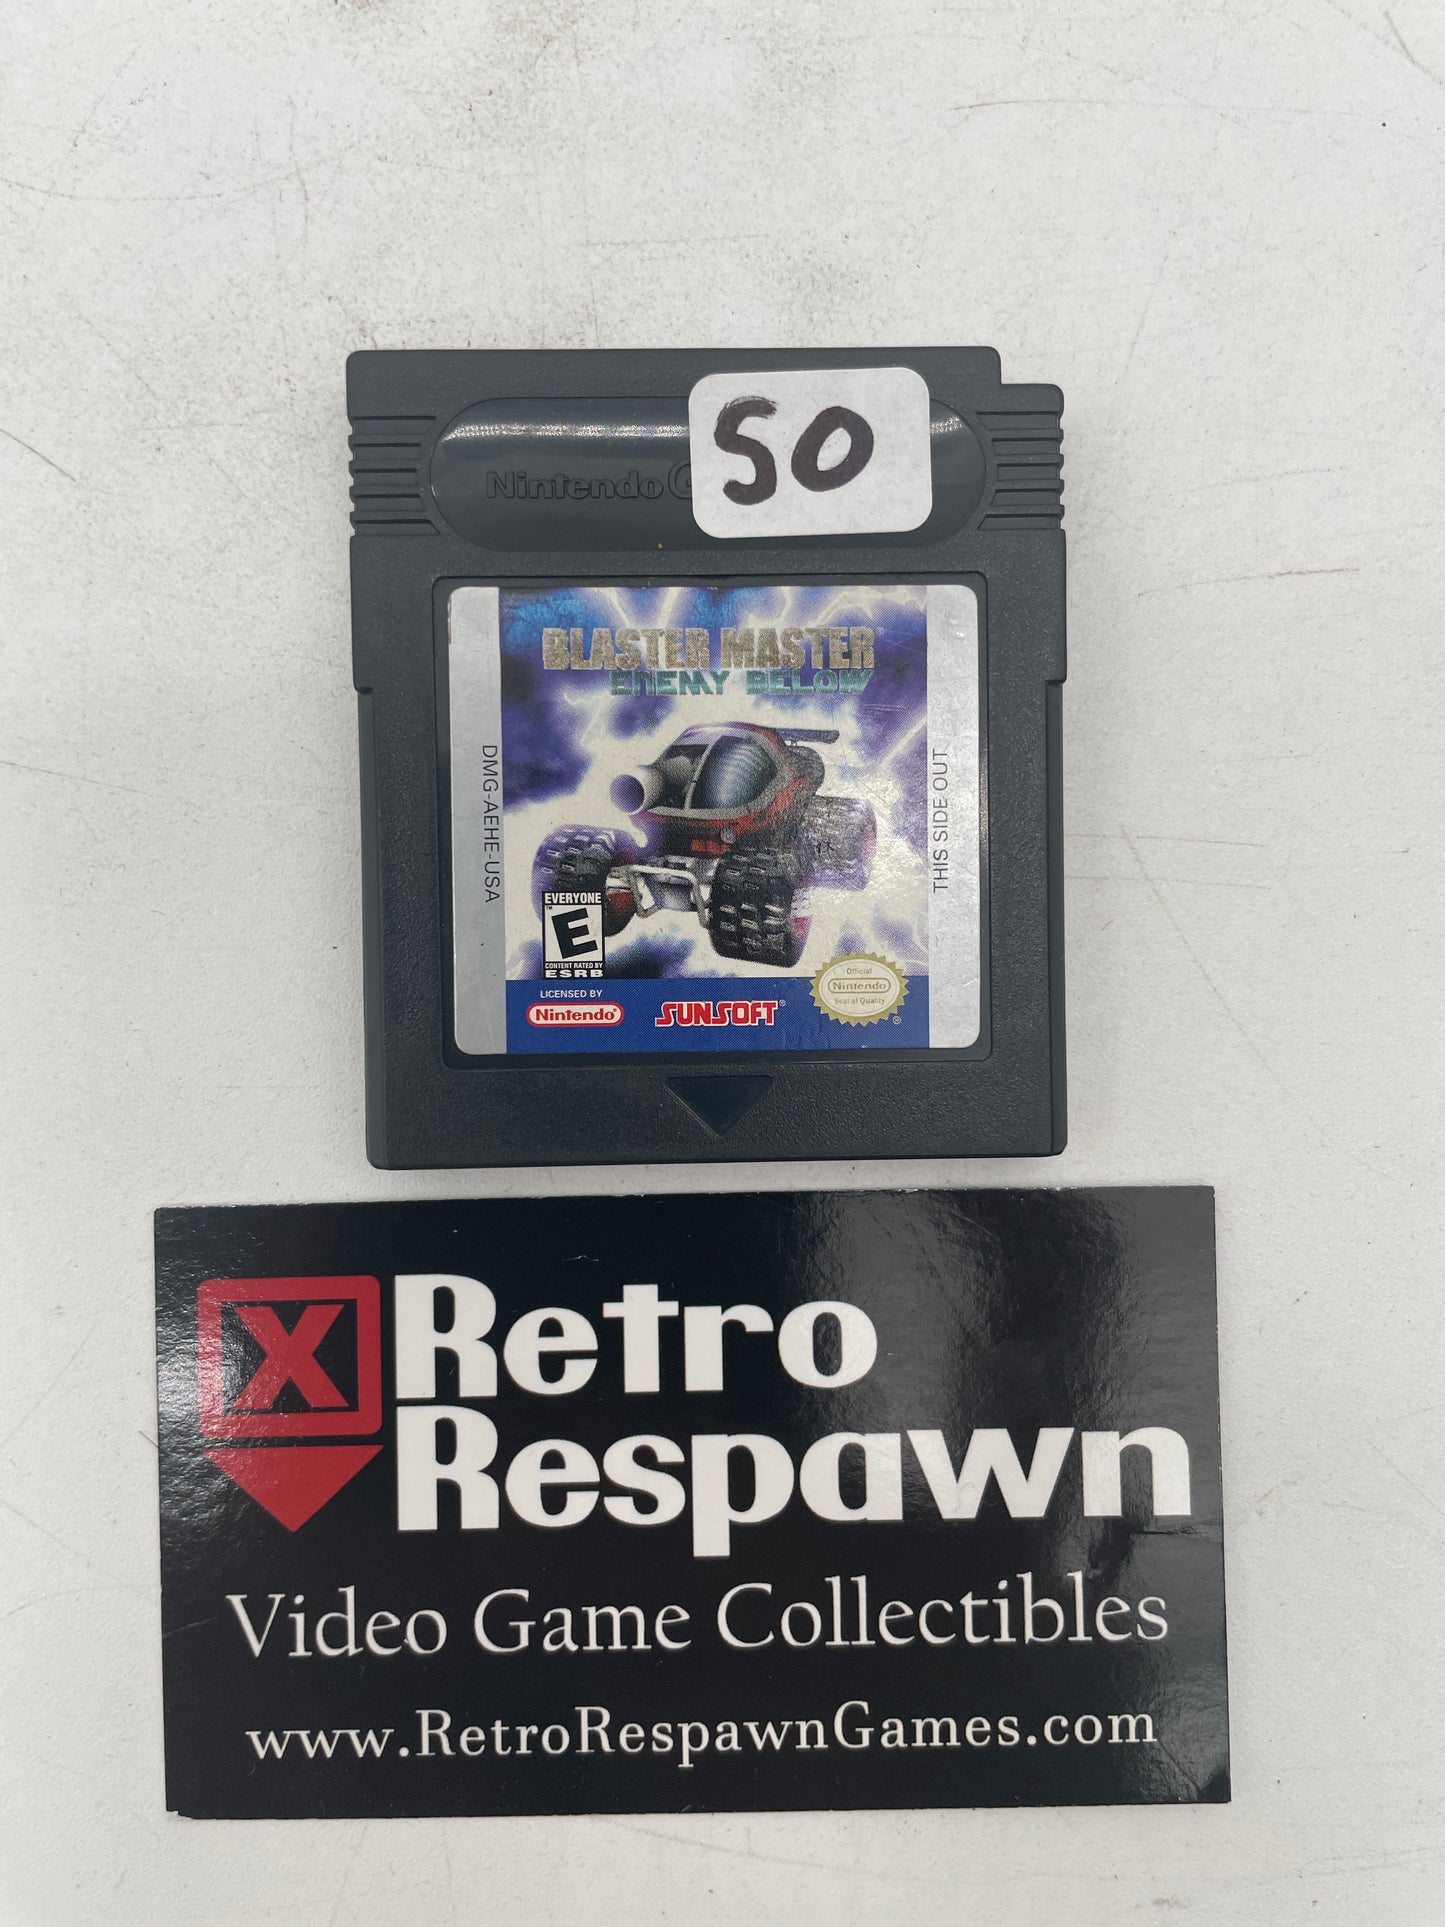 50
Nintendo G
BLASTER MASTER®
ENEMY BELOW
DMG-AEHE-USA
THIS SIDE OUT
EVERYONE
E™
CONTENT RATED BY
ESRB
LICENSED BY
Nintendo®
SUNSOFT®
Official
Nintendo
Seal of Quality
®
X
Retro
Respawn
Video Game Collectibles
www.RetroRespawnGames.com